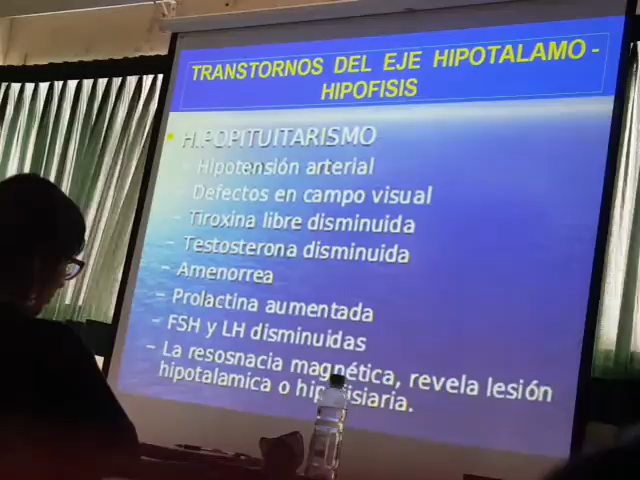 TRANSTORNOS DEL EJE HIPOTALAMO -
HIPOFISIS
HIPOPITUITARISMO
– Hipotensión arterial
– Defectos en campo visual
– Tiroxina libre disminuida
– Testosterona disminuida
– Amenorrea
– Prolactina aumentada
– FSH y LH disminuidas
– La resosnacia magnética, revela lesión
hipotalamica o